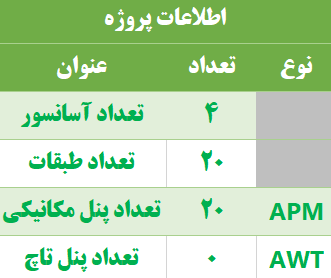 اطلاعات پروژه
نوع تعداد عنوان
۴ تعداد آسانسور
۲۰ تعداد طبقات
APM ۲۰ تعداد پنل مکانیکی
AWT ۰ تعداد پنل تاچ